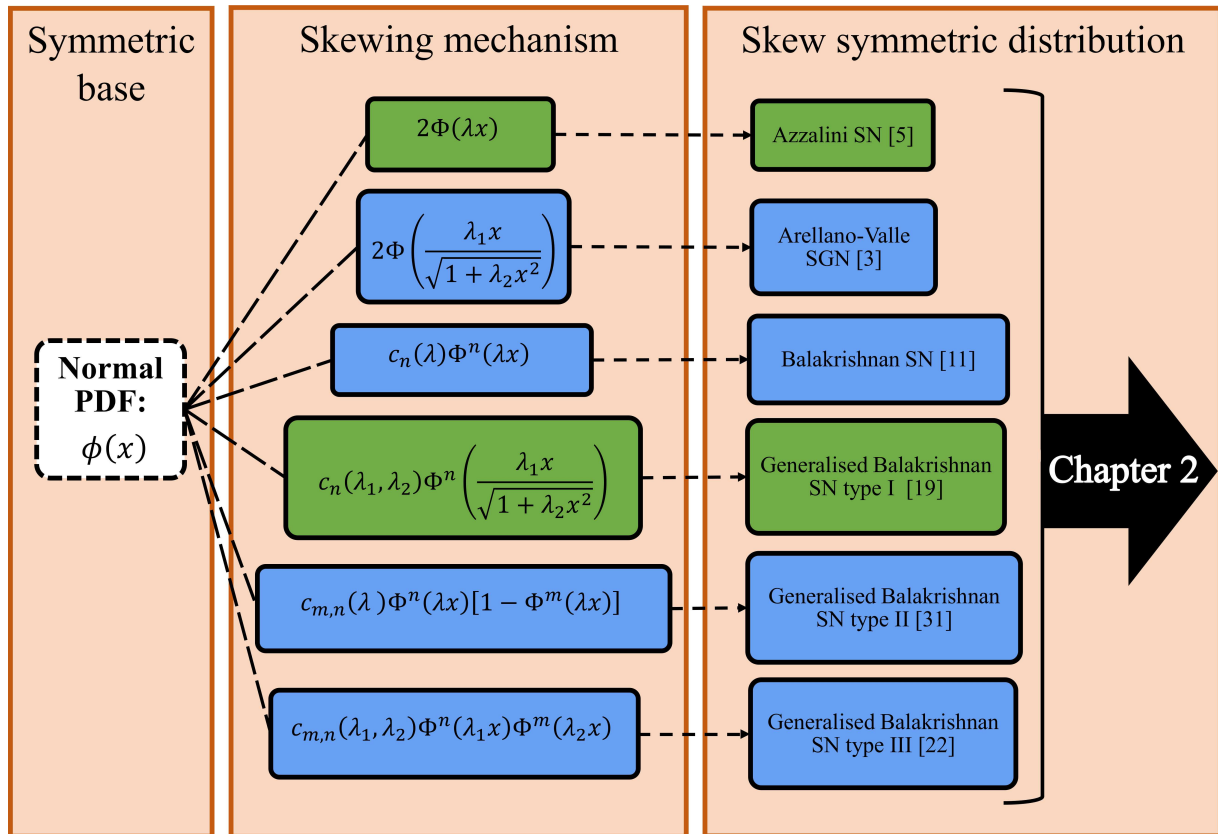 Symmetric
base
Skewing mechanism
Skew symmetric distribution
Normal
PDF:
ϕ(x)
2Φ(λx)
2Φ(λ₁x / √(1 + λ₂x²))
cₙ(λ)Φⁿ(λx)
cₙ(λ₁, λ₂)Φⁿ(λ₁x / √(1 + λ₂x²))
cₘ,ₙ(λ )Φⁿ(λx)[1 − Φᵐ(λx)]
cₘ,ₙ(λ₁, λ₂)Φⁿ(λ₁x)Φᵐ(λ₂x)
Azzalini SN [5]
Arellano-Valle
SGN [3]
Balakrishnan SN [11]
Generalised Balakrishnan
SN type I [19]
Generalised Balakrishnan
SN type II [31]
Generalised Balakrishnan
SN type III [22]
Chapter 2